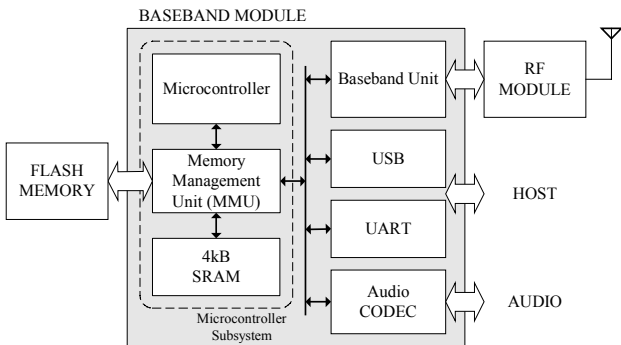 BASEBAND MODULE
Microcontroller
Memory
Management
Unit (MMU)
4kB
SRAM
Microcontroller
Subsystem
FLASH
MEMORY
Baseband Unit
USB
UART
Audio
CODEC
RF
MODULE
HOST
AUDIO